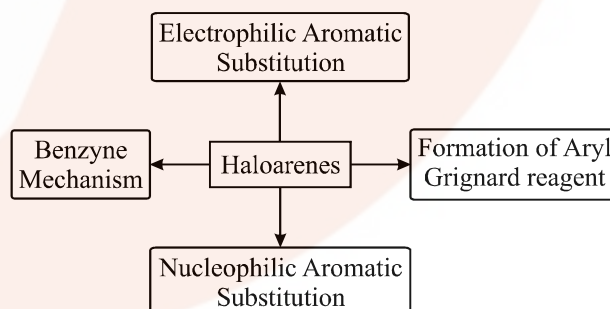 Electrophilic Aromatic
Substitution
Benzyne
Mechanism
Haloarenes
Formation of Aryl
Grignard reagent
Nucleophilic Aromatic
Substitution